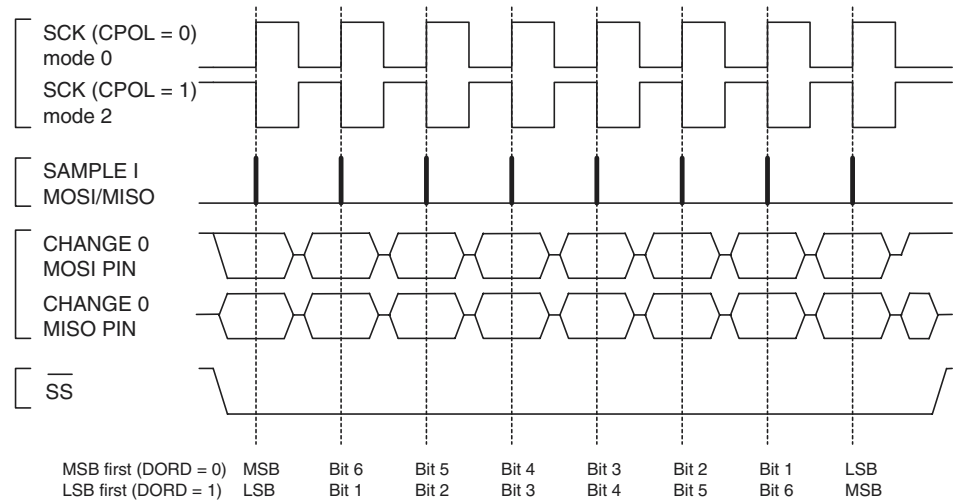 SCK (CPOL = 0)
mode 0
SCK (CPOL = 1)
mode 2
SAMPLE I
MOSI/MISO
CHANGE 0
MOSI PIN
CHANGE 0
MISO PIN
SS
MSB first (DORD = 0) MSB Bit 6 Bit 5 Bit 4 Bit 3 Bit 2 Bit 1 LSB
LSB first (DORD = 1) LSB Bit 1 Bit 2 Bit 3 Bit 4 Bit 5 Bit 6 MSB